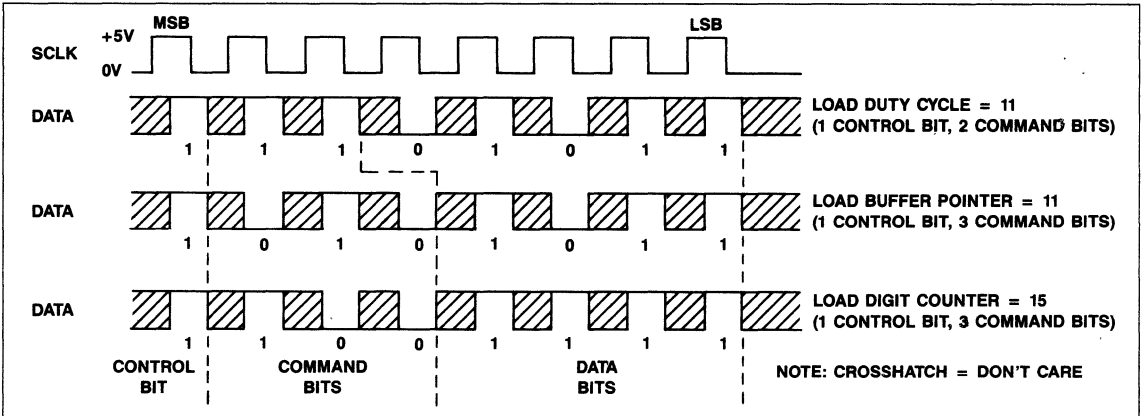 MSB LSB
+5V
SCLK
0V
DATA
LOAD DUTY CYCLE = 11
(1 CONTROL BIT, 2 COMMAND BITS)
1 1 1 0 1 0 1 1
DATA
LOAD BUFFER POINTER = 11
(1 CONTROL BIT, 3 COMMAND BITS)
1 0 1 0 1 0 1 1
DATA
LOAD DIGIT COUNTER = 15
(1 CONTROL BIT, 3 COMMAND BITS)
1 1 0 0 1 1 1 1
CONTROL BIT
COMMAND BITS
DATA BITS
NOTE: CROSSHATCH = DON'T CARE